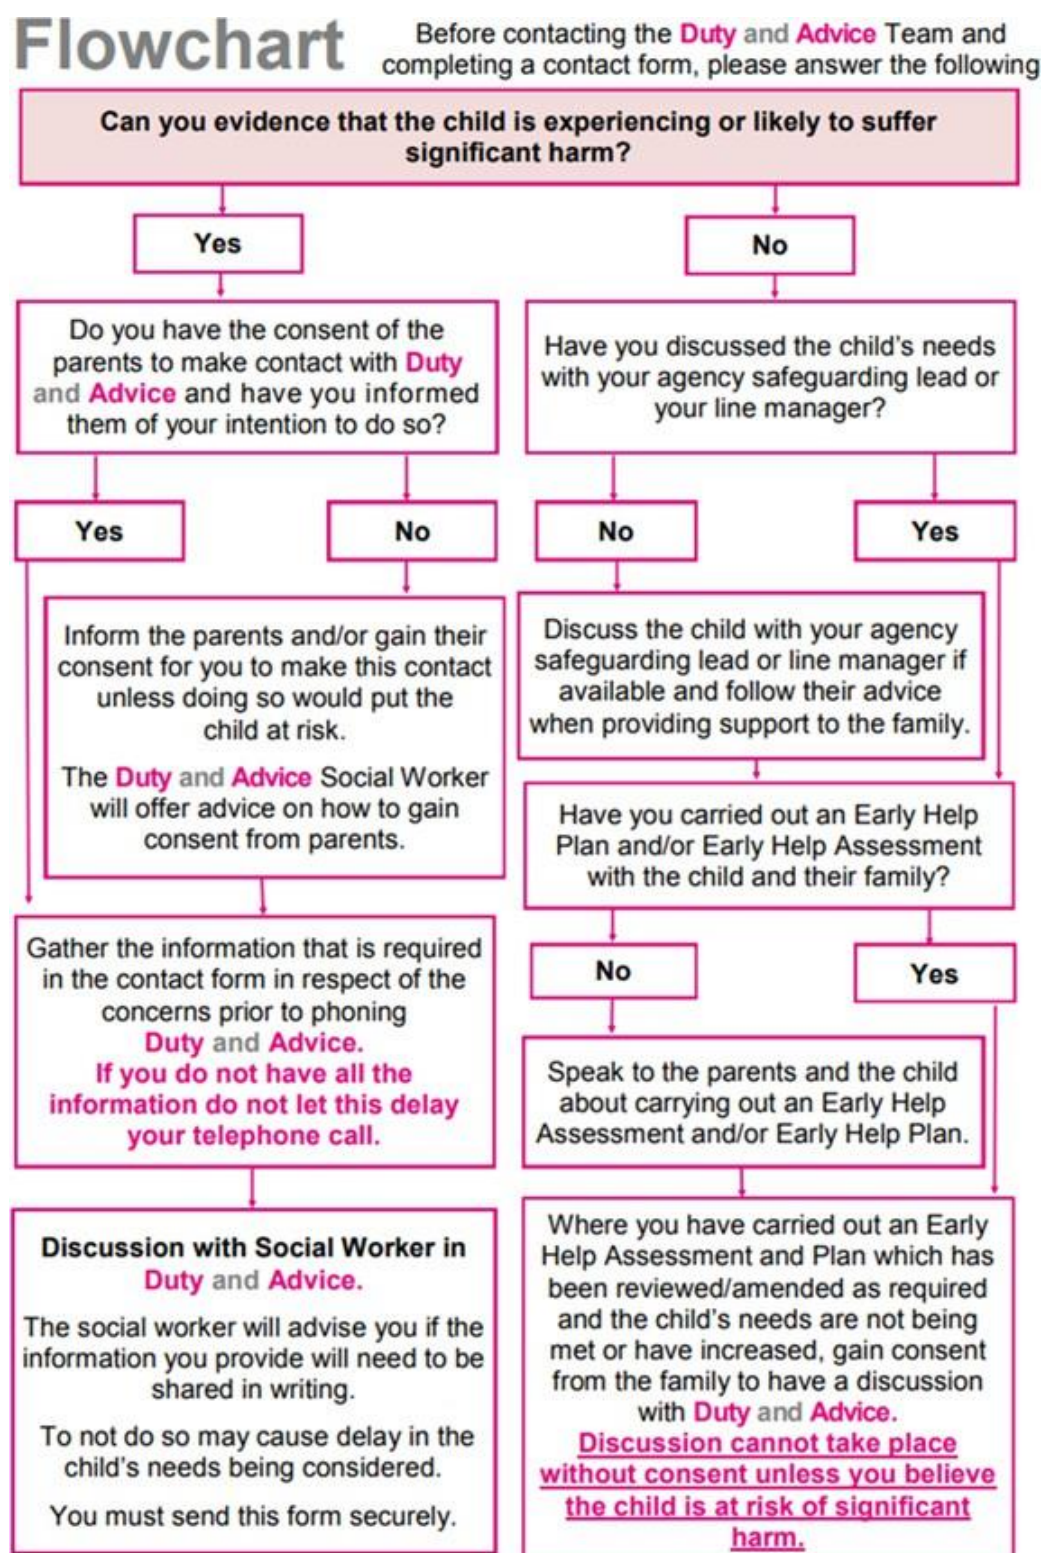 Flowchart
Before contacting the Duty and Advice Team and
completing a contact form, please answer the following
Can you evidence that the child is experiencing or likely to suffer
significant harm?
Yes
No
Do you have the consent of the
parents to make contact with Duty
and Advice and have you informed
them of your intention to do so?
Have you discussed the child's needs
with your agency safeguarding lead or
your line manager?
Yes
No
No
Yes
Inform the parents and/or gain their
consent for you to make this contact
unless doing so would put the
child at risk.
The Duty and Advice Social Worker
will offer advice on how to gain
consent from parents.
Discuss the child with your agency
safeguarding lead or line manager if
available and follow their advice
when providing support to the family.
Have you carried out an Early Help
Plan and/or Early Help Assessment
with the child and their family?
Gather the information that is required
in the contact form in respect of the
concerns prior to phoning
Duty and Advice.
If you do not have all the
information do not let this delay
your telephone call.
No
Yes
Speak to the parents and the child
about carrying out an Early Help
Assessment and/or Early Help Plan.
Discussion with Social Worker in
Duty and Advice.
The social worker will advise you if the
information you provide will need to be
shared in writing.
To not do so may cause delay in the
child's needs being considered.
You must send this form securely.
Where you have carried out an Early
Help Assessment and Plan which has
been reviewed/amended as required
and the child's needs are not being
met or have increased, gain consent
from the family to have a discussion
with Duty and Advice.
Discussion cannot take place
without consent unless you believe
the child is at risk of significant
harm.